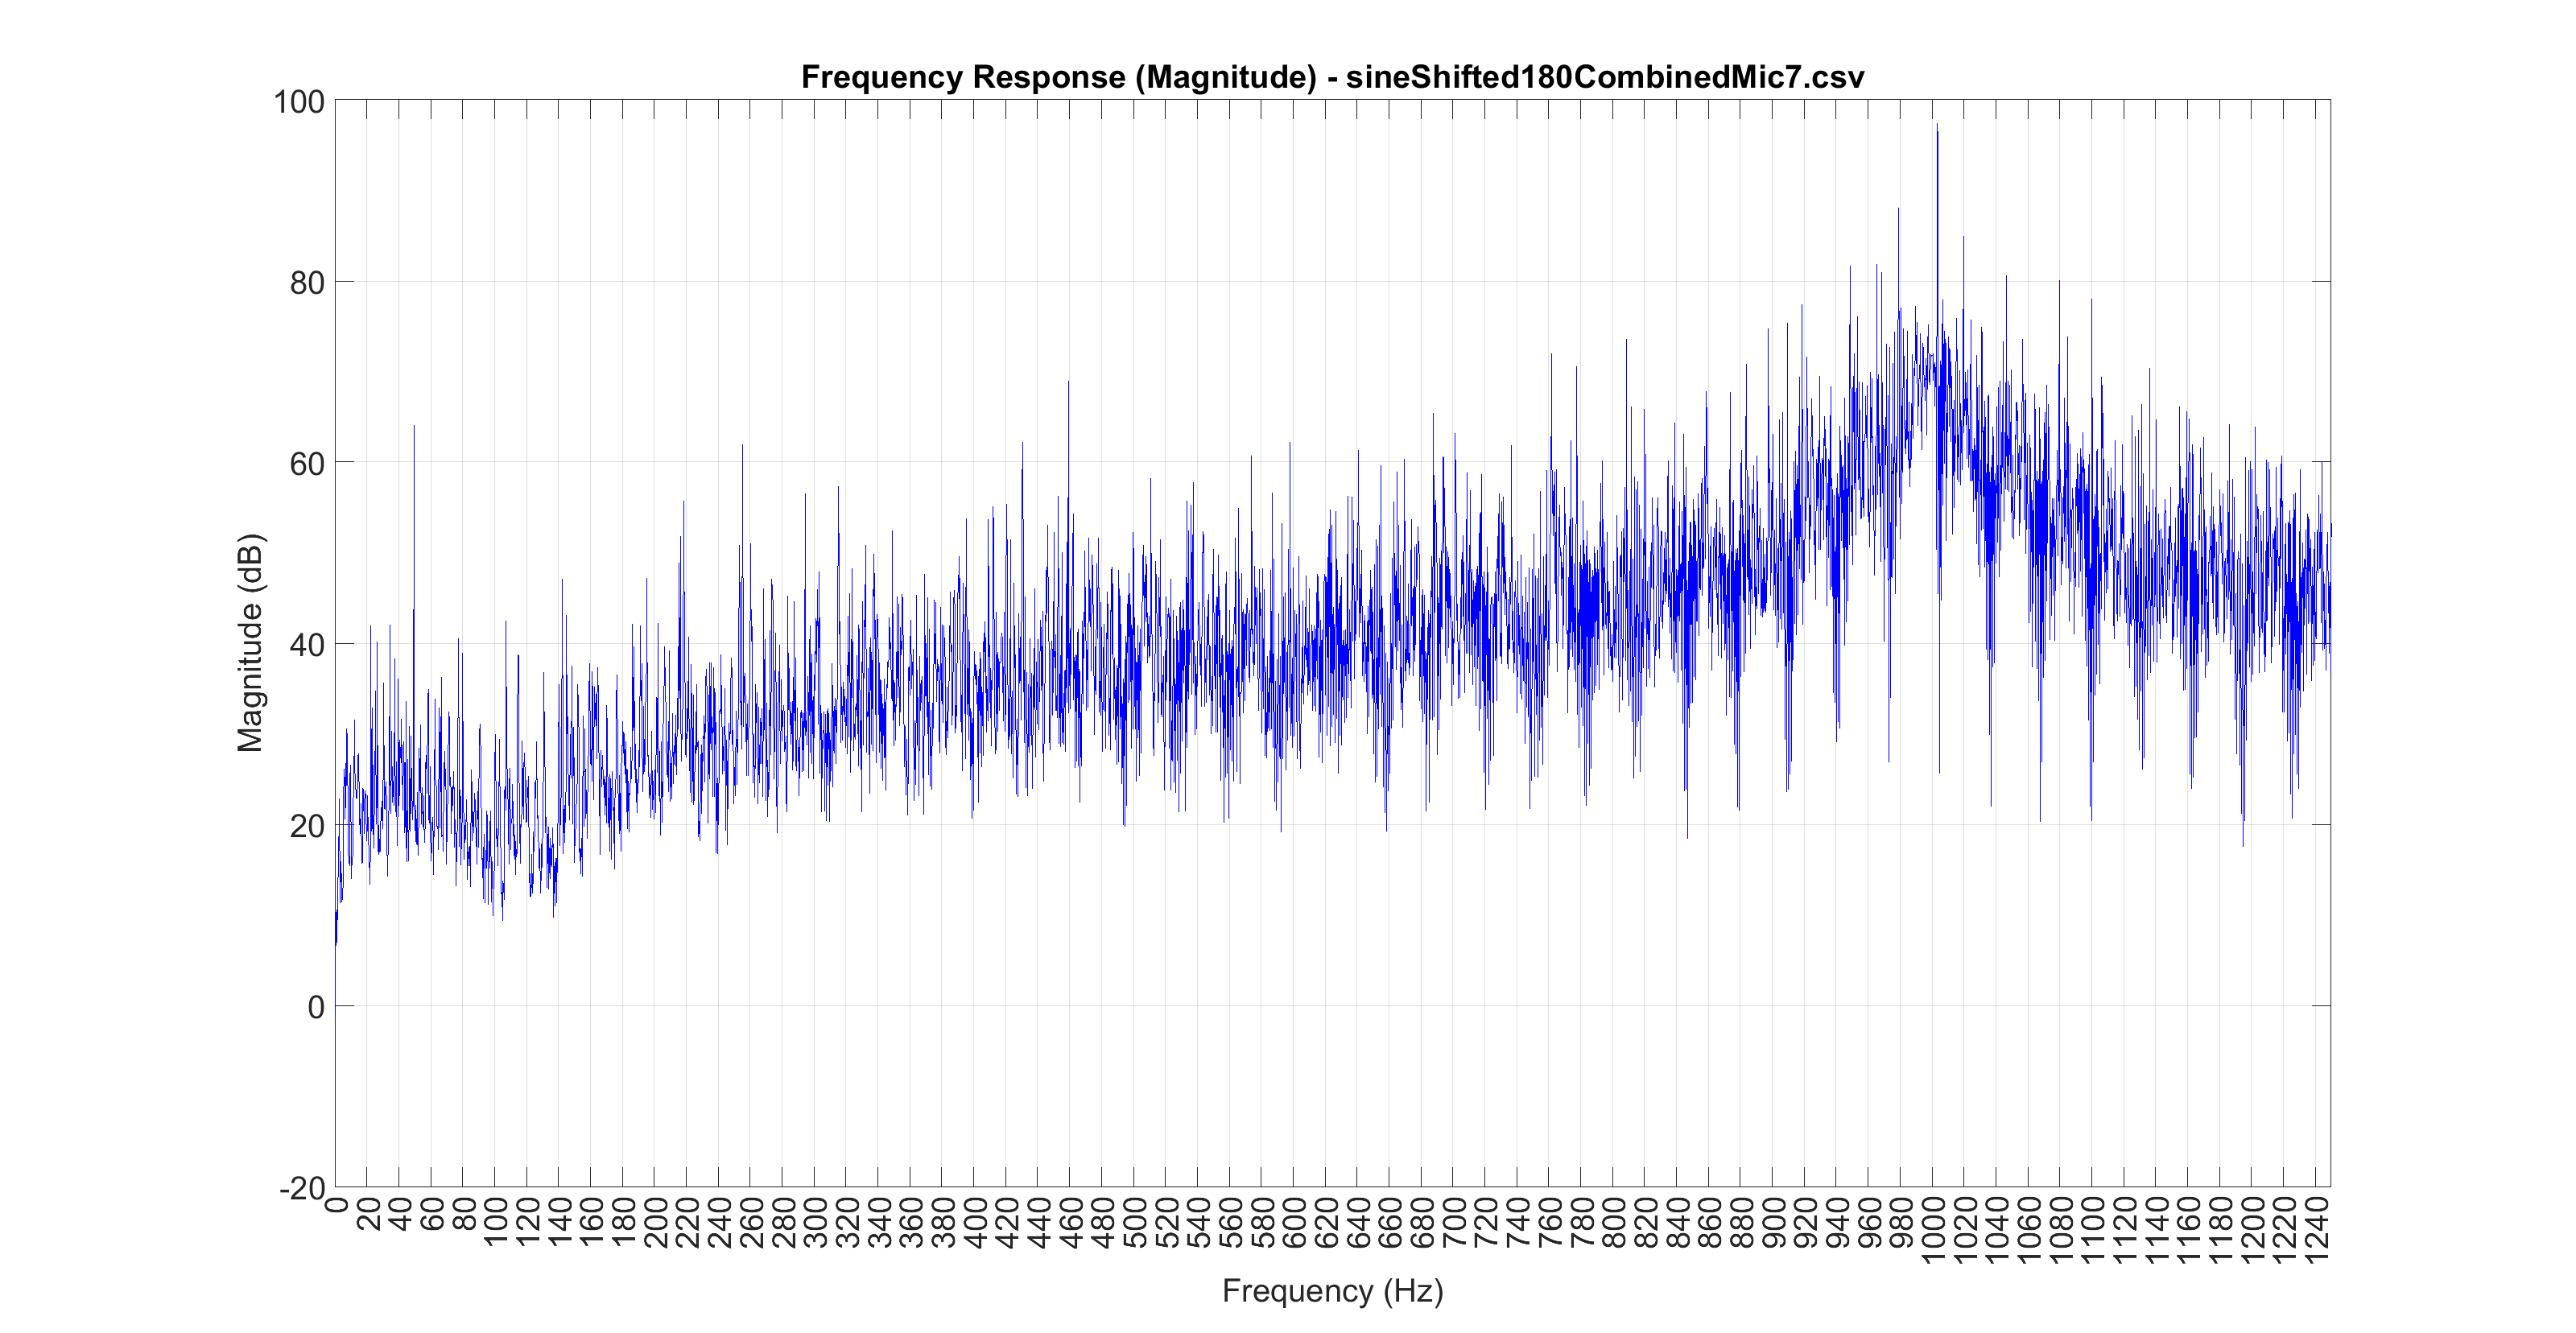 Frequency Response (Magnitude) - sineShifted180CombinedMic7.csv
100
80
60
40
20
0
-20
Magnitude (dB)
0 20 40 60 80 100 120 140 160 180 200 220 240 260 280 300 320 340 360 380 400 420 440 460 480 500 520 540 560 580 600 620 640 660 680 700 720 740 760 780 800 820 840 860 880 900 920 940 960 980 1000 1020 1040 1060 1080 1100 1120 1140 1160 1180 1200 1220 1240
Frequency (Hz)